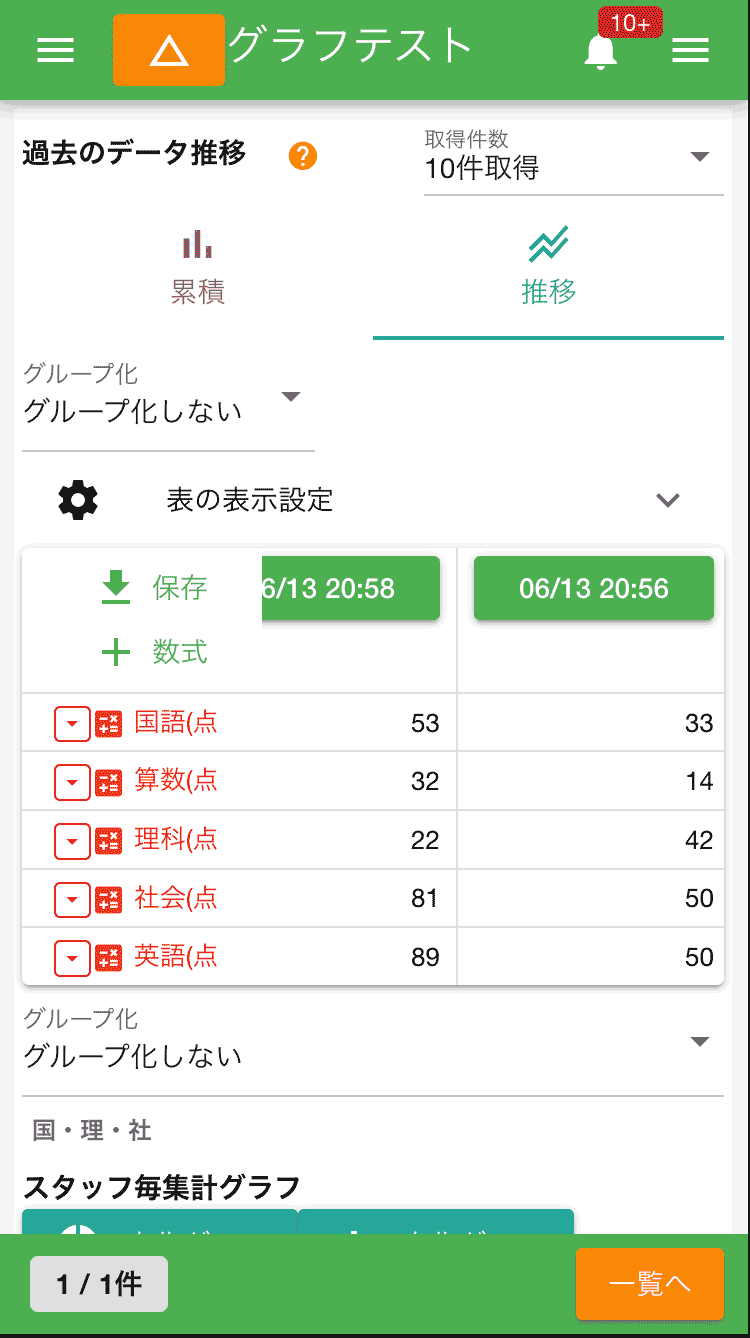 グラフテスト
10+
過去のデータ推移
?
取得件数
10件取得
累積
推移
グループ化
グループ化しない
表の表示設定
保存
6/13 20:58
06/13 20:56
数式
国語(点 53 33
算数(点 32 14
理科(点 22 42
社会(点 81 50
英語(点 89 50
グループ化
グループ化しない
国・理・社
スタッフ毎集計グラフ
1 / 1件
一覧へ